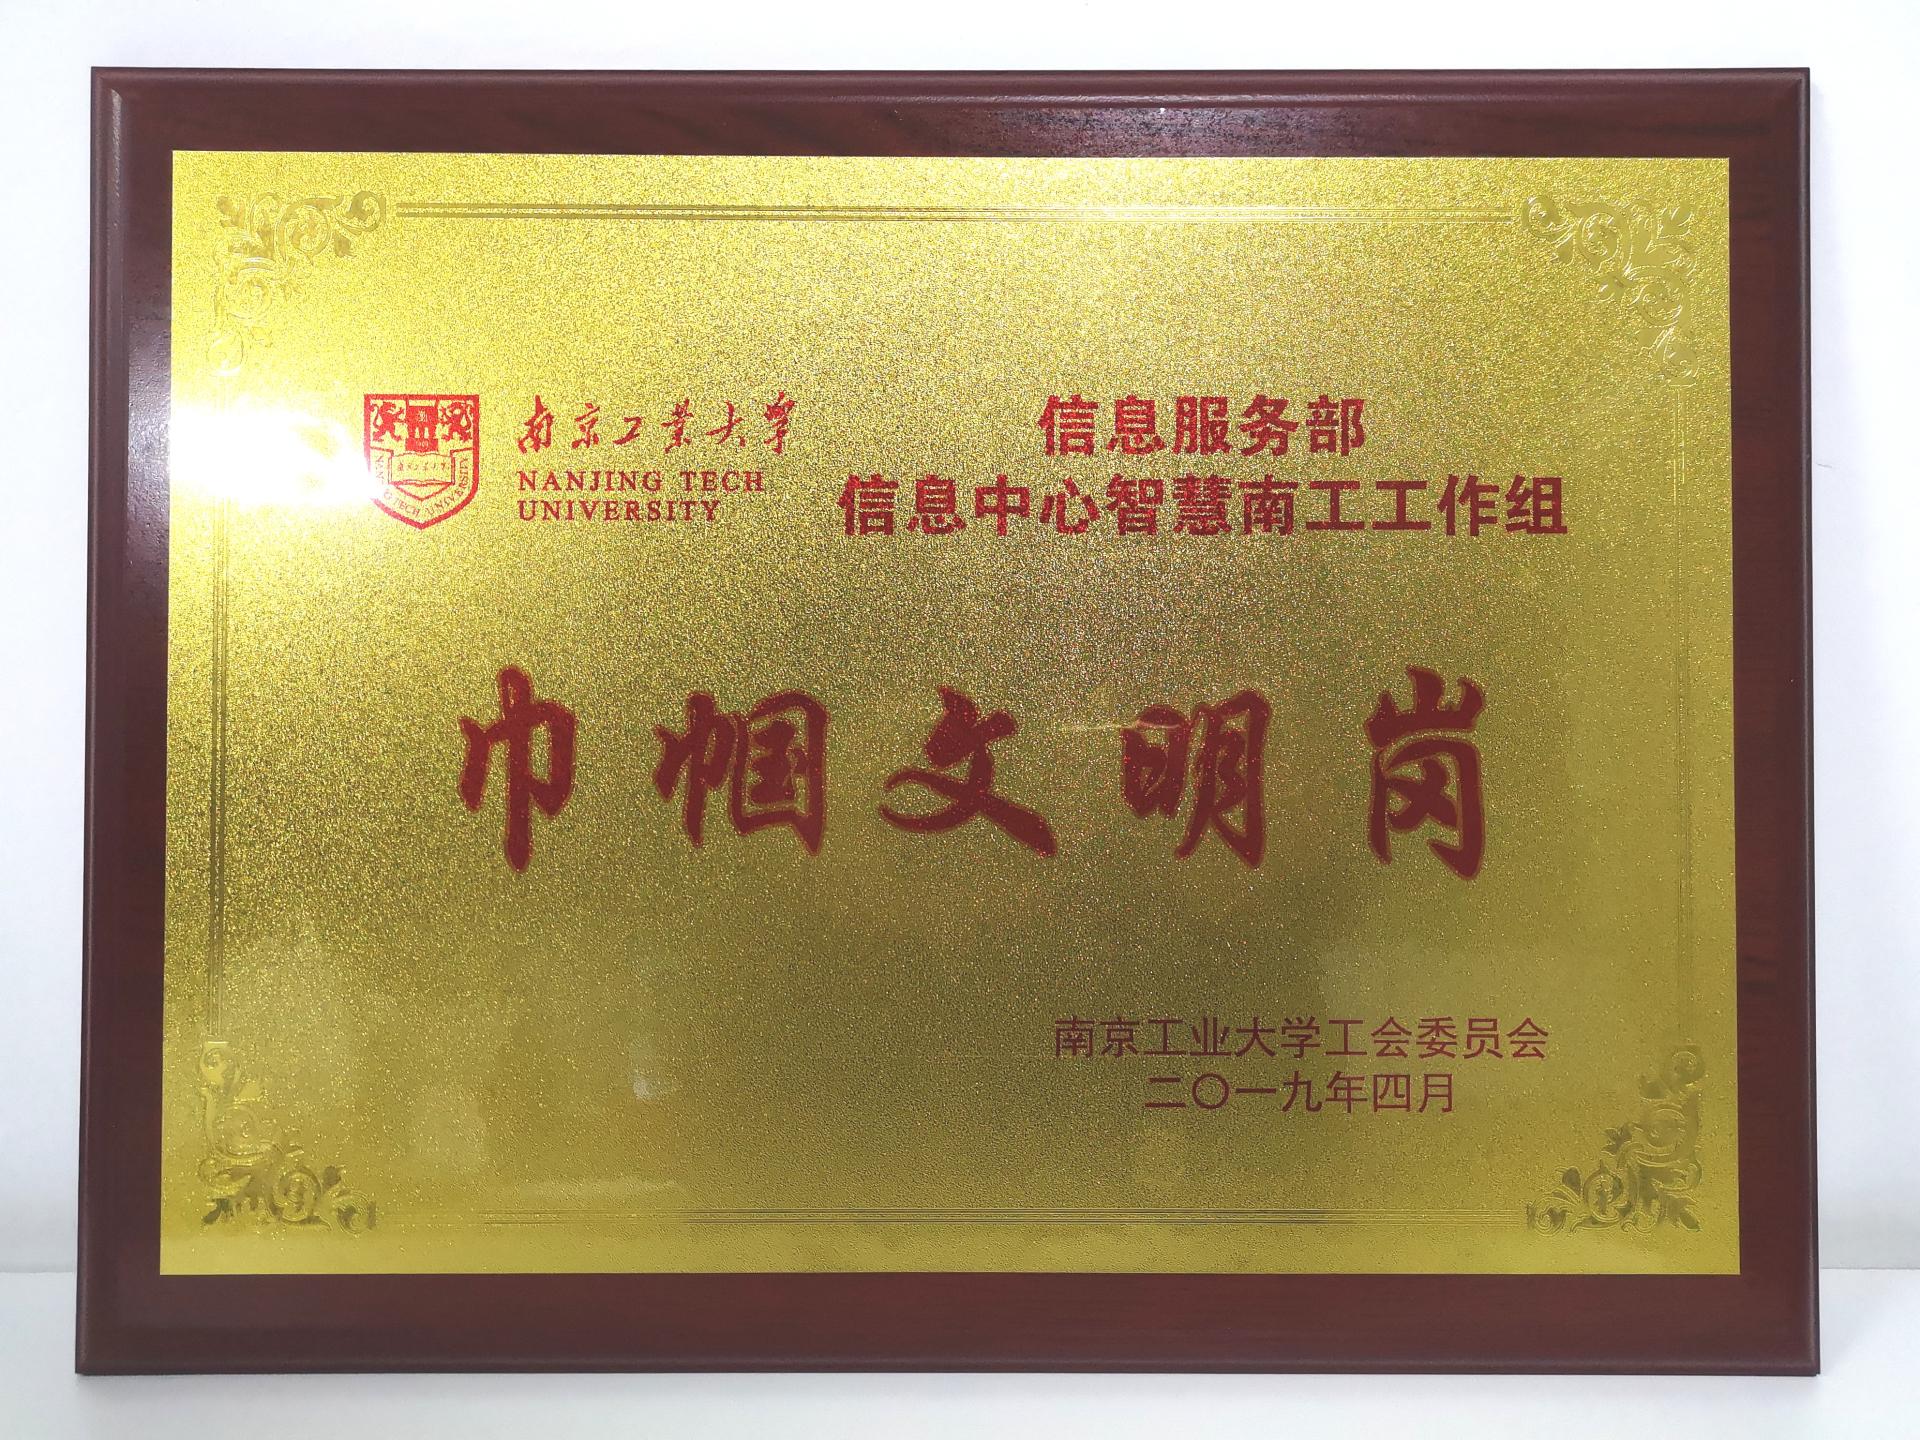 南京工业大学
NANJING TECH
UNIVERSITY
信息服务部
信息中心智慧南工工作组
巾帼文明岗
南京工业大学工会委员会
二〇一九年四月